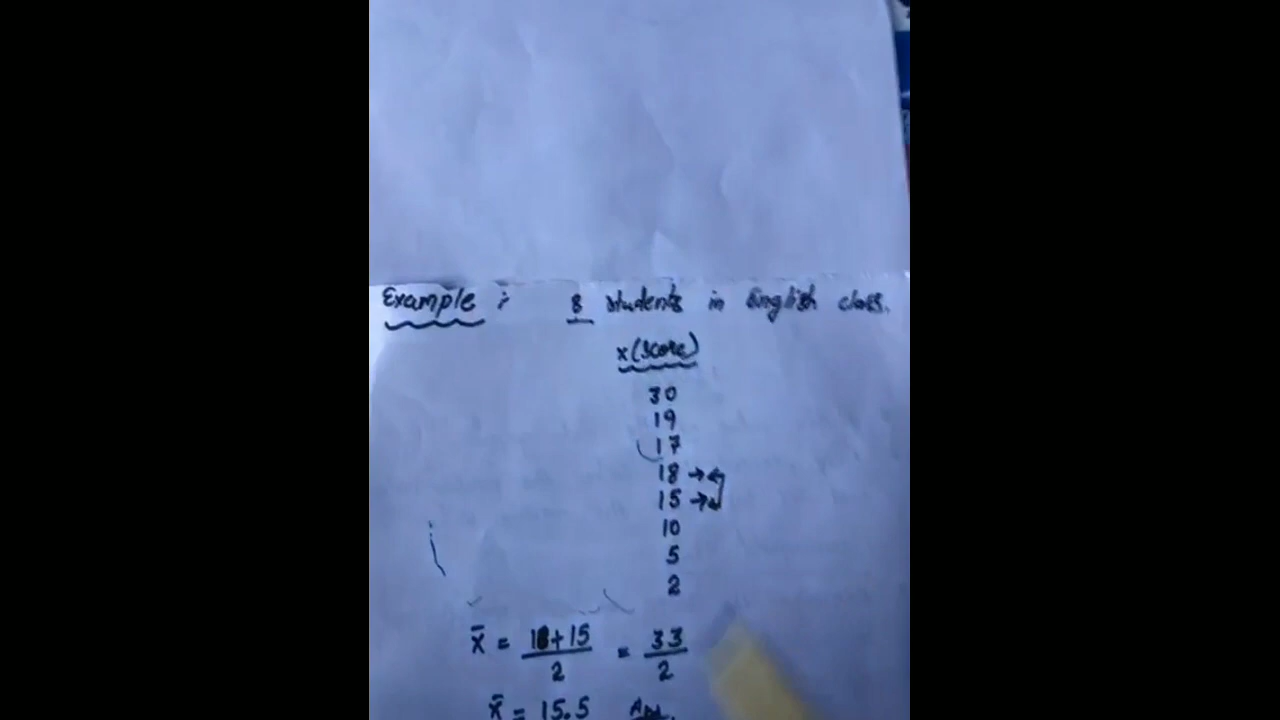 Example : 8 students in English class.
x (score)
30
19
17
18
15
10
5
2
x̄ = 18+15 / 2 = 33 / 2
x̄ = 15.5 Ans.